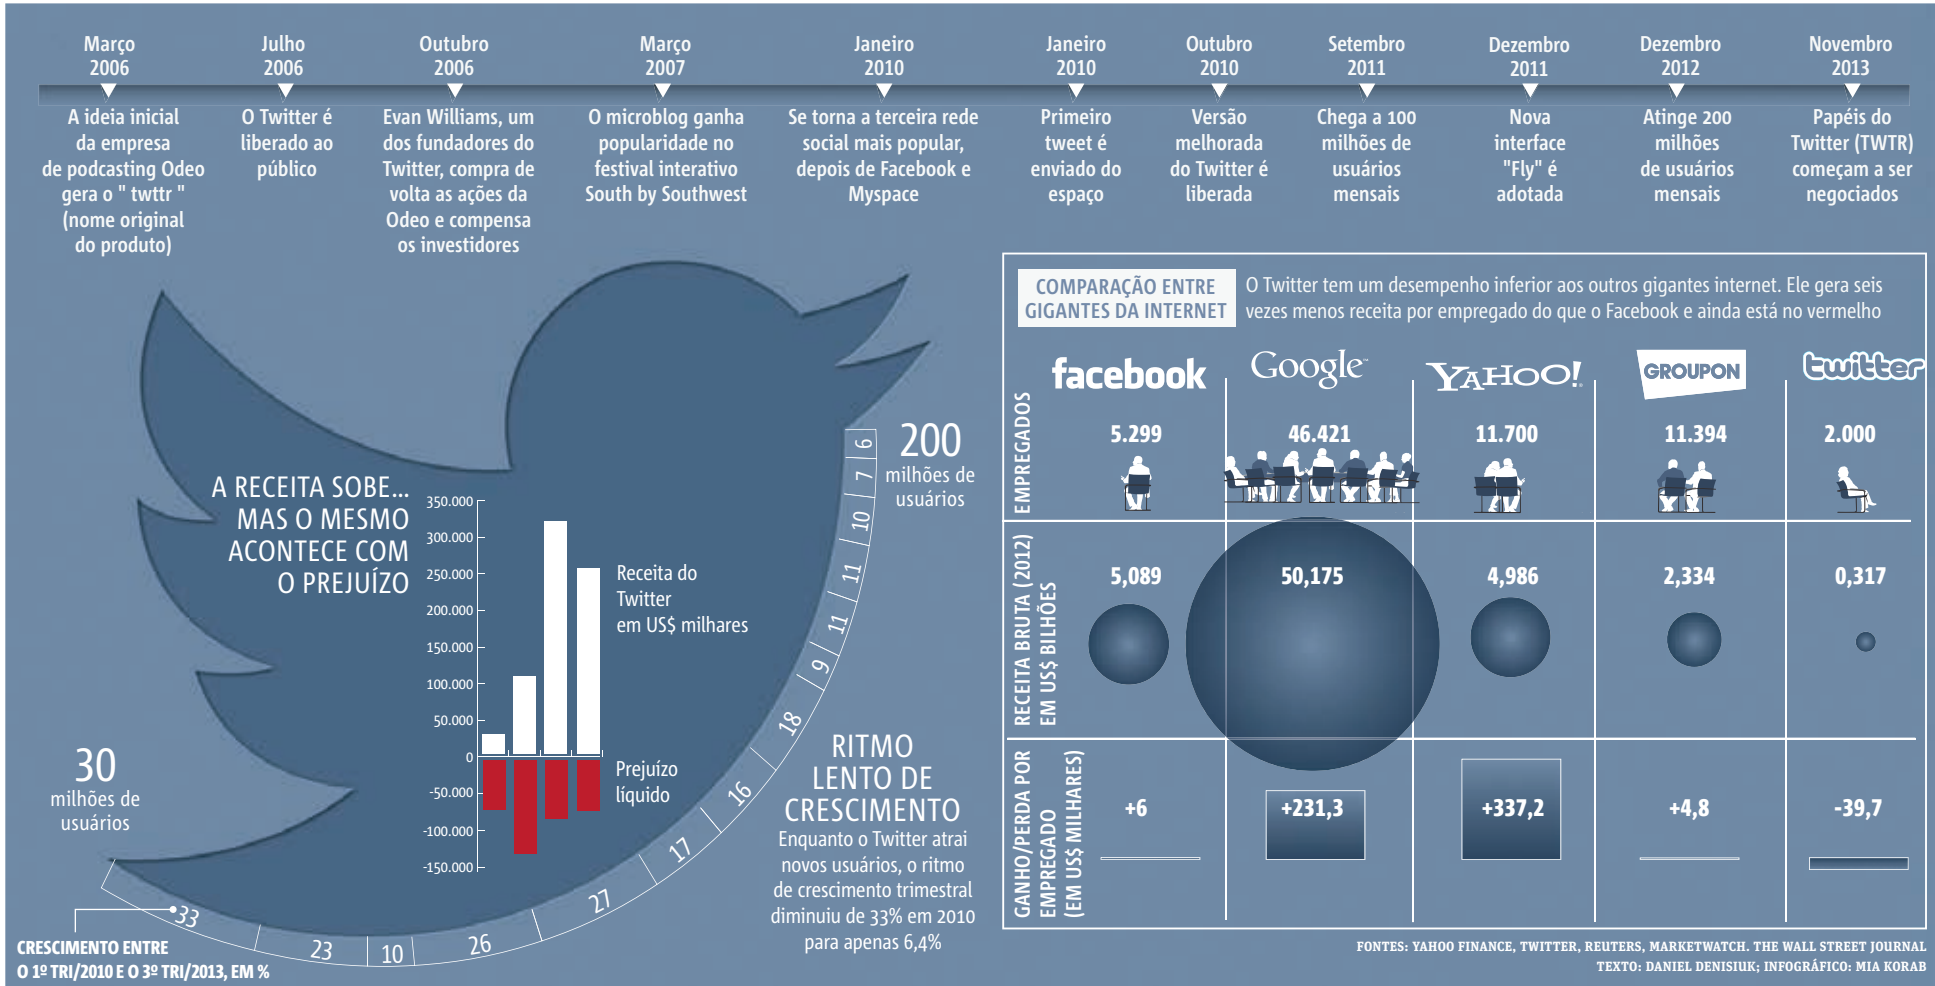 Março
2006
A ideia inicial
da empresa
de podcasting Odeo
gera o " twttr "
(nome original
do produto)
Julho
2006
O Twitter é
liberado ao
público
Outubro
2006
Evan Williams, um
dos fundadores do
Twitter, compra de
volta as ações da
Odeo e compensa
os investidores
Março
2007
O microblog ganha
popularidade no
festival interativo
South by Southwest
Janeiro
2010
Se torna a terceira rede
social mais popular,
depois de Facebook e
Myspace
Janeiro
2010
Primeiro
tweet é
enviado do
espaço
Outubro
2010
Versão
melhorada
do Twitter é
liberada
Setembro
2011
Chega a 100
milhões de
usuários
mensais
Dezembro
2011
Nova
interface
"Fly" é
adotada
Dezembro
2012
Atinge 200
milhões
de usuários
mensais
Novembro
2013
Papéis do
Twitter (TWTR)
começam a ser
negociados
A RECEITA SOBE...
MAS O MESMO
ACONTECE COM
O PREJUÍZO
350.000
300.000
250.000
200.000
150.000
100.000
50.000
0
-50.000
-100.000
-150.000
Receita do
Twitter
em US$ milhares
Prejuízo
líquido
30
milhões de
usuários
33
23
10
26
27
17
16
18
9
11
11
10
7
6
200
milhões de
usuários
CRESCIMENTO ENTRE
O 1º TRI/2010 E O 3º TRI/2013, EM %
RITMO
LENTO DE
CRESCIMENTO
Enquanto o Twitter atrai
novos usuários, o ritmo
de crescimento trimestral
diminuiu de 33% em 2010
para apenas 6,4%
COMPARAÇÃO ENTRE
GIGANTES DA INTERNET
O Twitter tem um desempenho inferior aos outros gigantes internet. Ele gera seis
vezes menos receita por empregado do que o Facebook e ainda está no vermelho
facebook
Google
YAHOO!
GROUPON
twitter
EMPREGADOS
5.299
46.421
11.700
11.394
2.000
RECEITA BRUTA (2012)
EM US$ BILHÕES
5,089
50,175
4,986
2,334
0,317
GANHO/PERDA POR
EMPREGADO
(EM US$ MILHARES)
+6
+231,3
+337,2
+4,8
-39,7
FONTES: YAHOO FINANCE, TWITTER, REUTERS, MARKETWATCH. THE WALL STREET JOURNAL
TEXTO: DANIEL DENISIUK; INFOGRÁFICO: MIA KORAB